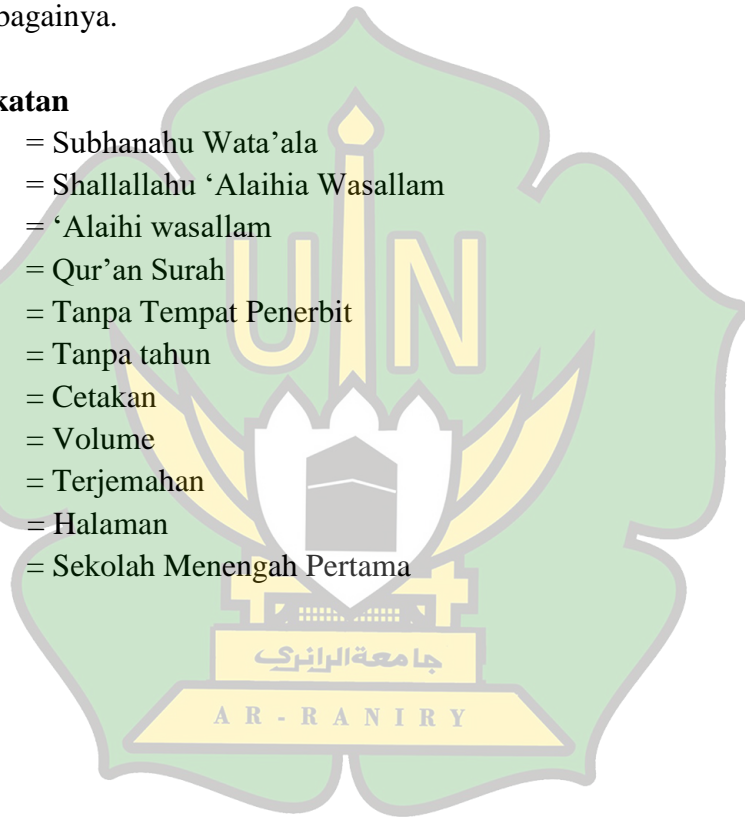 bagainya.
katan
= Subhanahu Wata’ala
= Shallallahu ‘Alaihia Wasallam
= ‘Alaihi wasallam
= Qur’an Surah
= Tanpa Tempat Penerbit
= Tanpa tahun
= Cetakan
= Volume
= Terjemahan
= Halaman
= Sekolah Menengah Pertama
U N
جامعةالرانري
A R - R A N I R Y